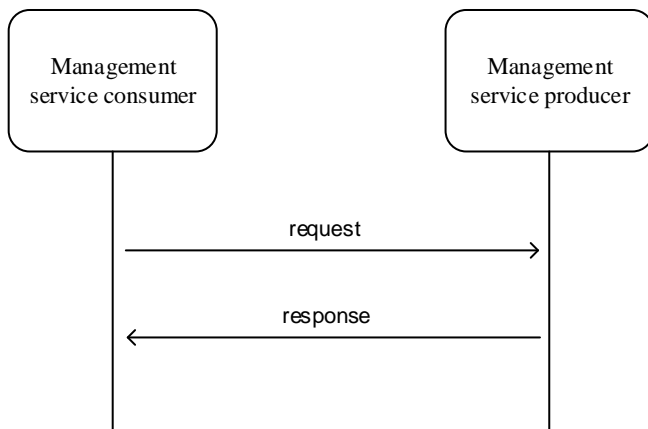 Management
service consumer
Management
service producer
request
response